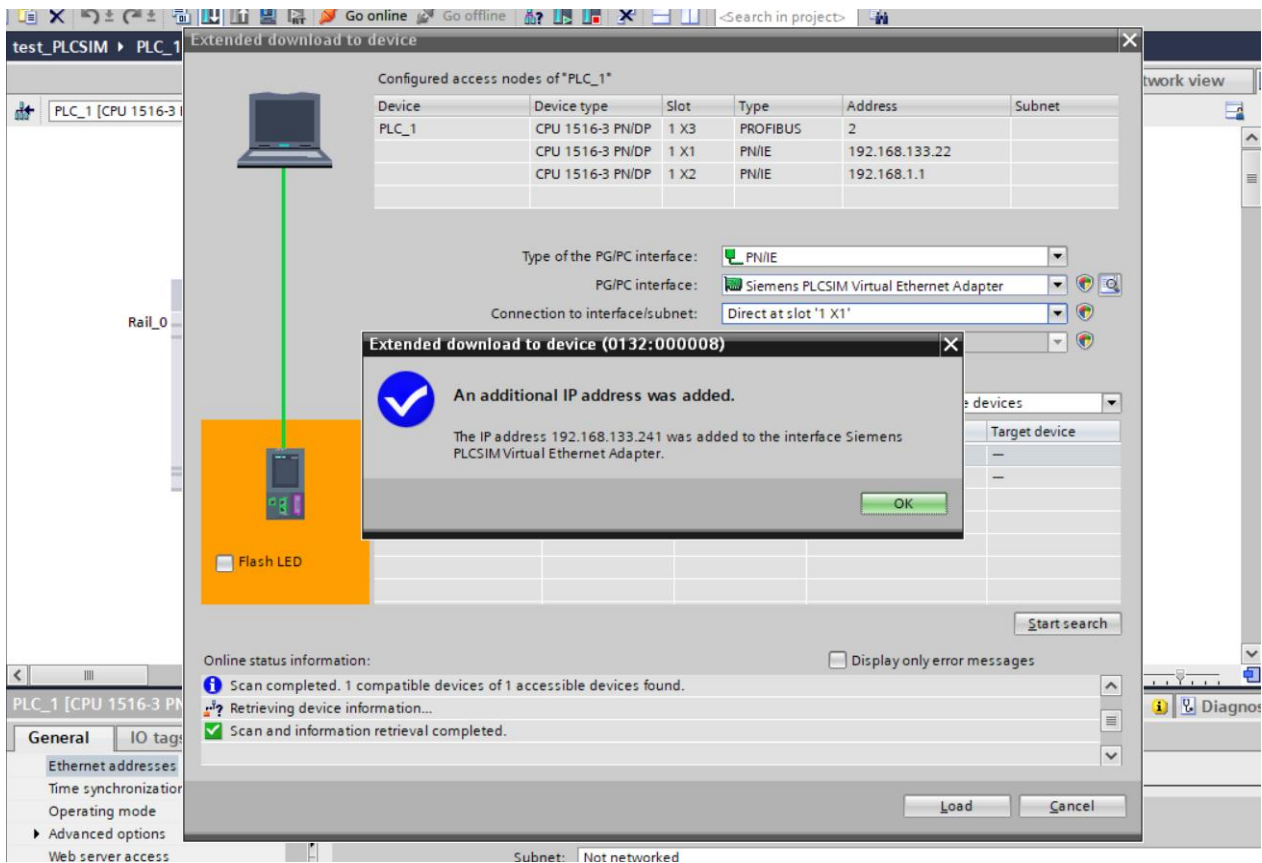 Go online Go offline <Search in project>
test_PLCSIM PLC_1
Extended download to device
twork view
PLC_1 [CPU 1516-3
Configured access nodes of "PLC_1"
Device Device type Slot Type Address Subnet
PLC_1 CPU 1516-3 PN/DP 1 X3 PROFIBUS 2
CPU 1516-3 PN/DP 1 X1 PN/IE 192.168.133.22
CPU 1516-3 PN/DP 1 X2 PN/IE 192.168.1.1
Type of the PG/PC interface: PN/IE
PG/PC interface: Siemens PLCSIM Virtual Ethernet Adapter
Connection to interface/subnet: Direct at slot '1 X1'
Rail_0
Extended download to device (0132:000008)
An additional IP address was added.
The IP address 192.168.133.241 was added to the interface Siemens
PLCSIM Virtual Ethernet Adapter.
OK
devices
Target device
—
—
Flash LED
Start search
Online status information: Display only error messages
Scan completed. 1 compatible devices of 1 accessible devices found.
Retrieving device information...
Scan and information retrieval completed.
Load Cancel
PLC_1 [CPU 1516-3 PN
Diagnos
General IO tags
Ethernet addresses
Time synchronization
Operating mode
Advanced options
Web server access
Subnet: Not networked